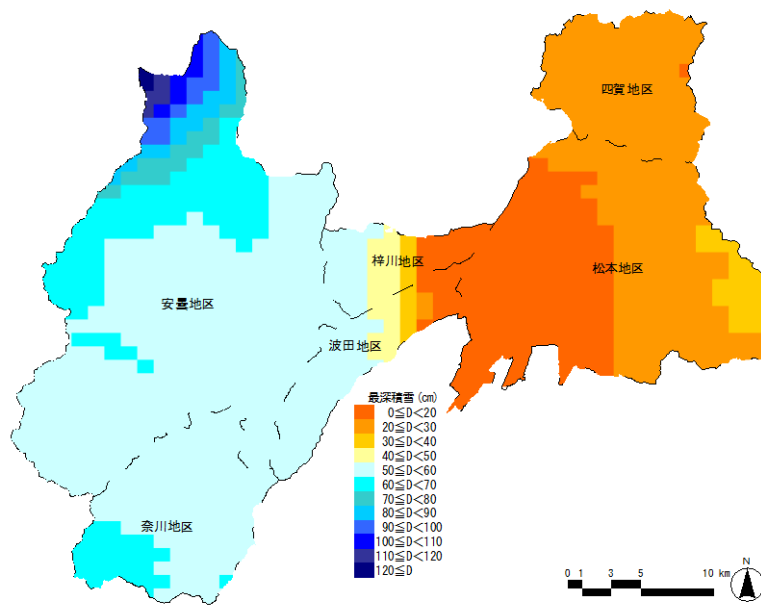 四賀地区
梓川地区
松本地区
安曇地区
波田地区
最深積雪(cm)
0≦D<20
20≦D<30
30≦D<40
40≦D<50
50≦D<60
60≦D<70
70≦D<80
80≦D<90
90≦D<100
100≦D<110
110≦D<120
120≦D
奈川地区
N
0 1 3 5 10 km